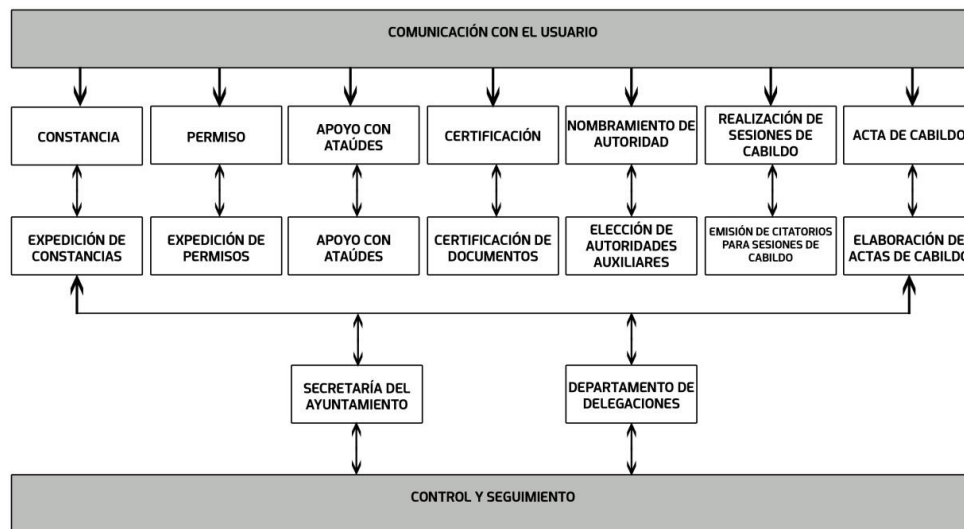 COMUNICACIÓN CON EL USUARIO
CONSTANCIA
PERMISO
APOYO CON
ATAÚDES
CERTIFICACIÓN
NOMBRAMIENTO DE
AUTORIDAD
REALIZACIÓN DE
SESIONES DE
CABILDO
ACTA DE CABILDO
EXPEDICIÓN DE
CONSTANCIAS
EXPEDICIÓN DE
PERMISOS
APOYO CON
ATAÚDES
CERTIFICACIÓN DE
DOCUMENTOS
ELECCIÓN DE
AUTORIDADES
AUXILIARES
EMISIÓN DE CITATORIOS
PARA SESIONES DE
CABILDO
ELABORACIÓN DE
ACTAS DE CABILDO
SECRETARÍA DEL
AYUNTAMIENTO
DEPARTAMENTO DE
DELEGACIONES
CONTROL Y SEGUIMIENTO